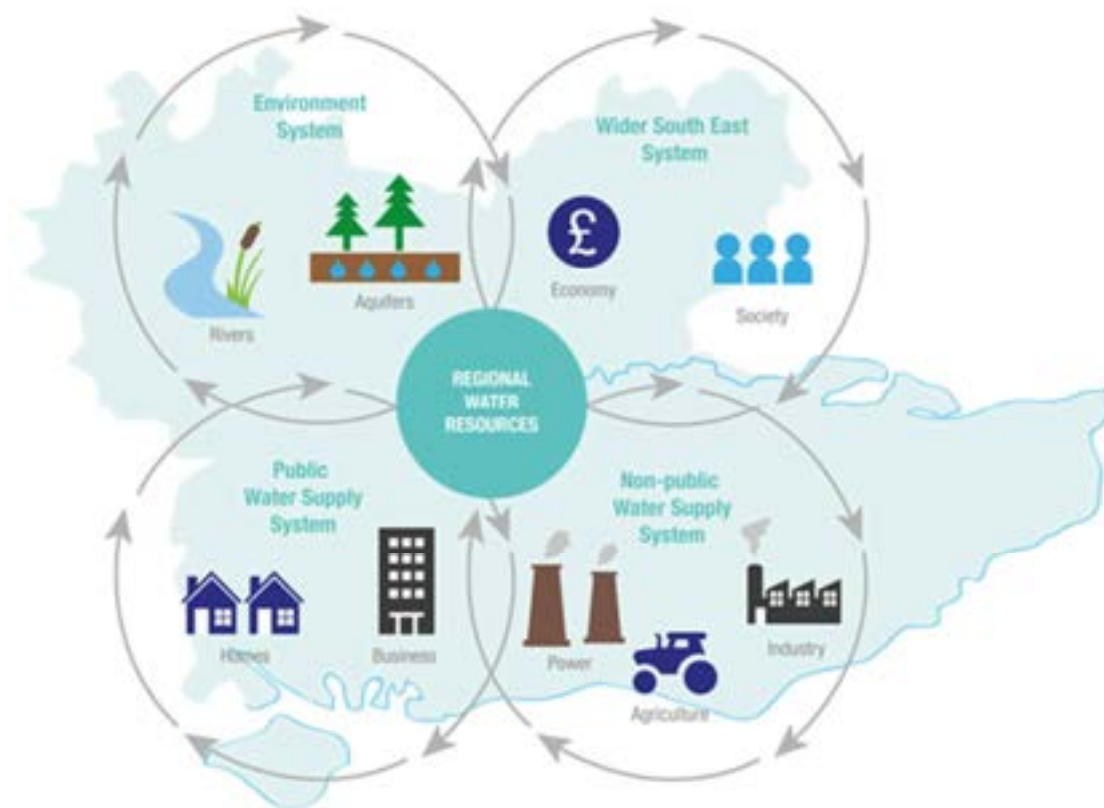 Environment
System
Wider South East
System
£
Economy
Society
Rivers
Aquifers
REGIONAL
WATER
RESOURCES
Public
Water Supply
System
Non-public
Water Supply
System
Homes
Business
Power
Industry
Agriculture